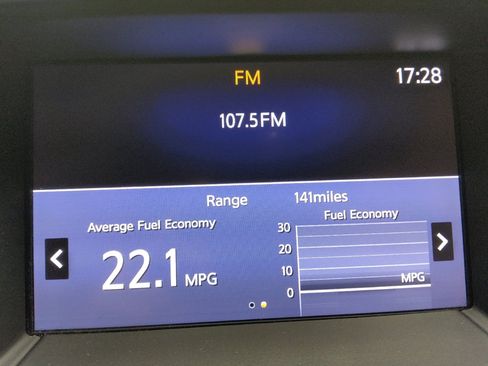 FM 17:28
107.5FM
Range 141miles
Average Fuel Economy
22.1 MPG
Fuel Economy
30
20
10
MPG
0